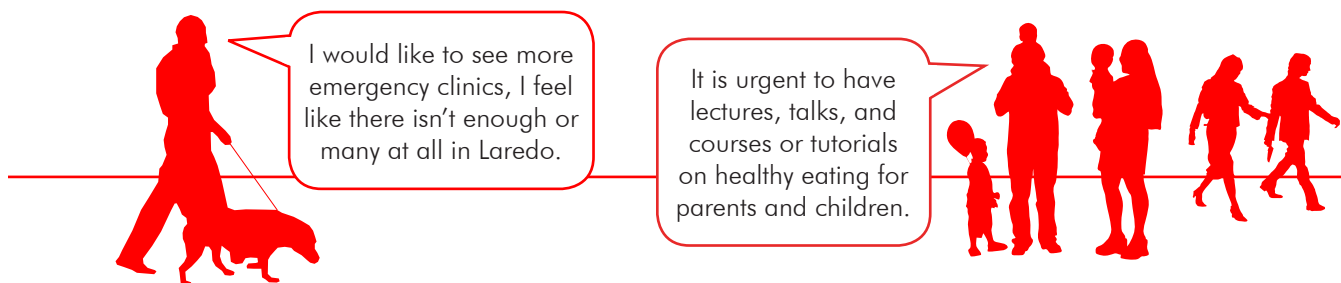 I would like to see more
emergency clinics, I feel
like there isn’t enough or
many at all in Laredo.
It is urgent to have
lectures, talks, and
courses or tutorials
on healthy eating for
parents and children.